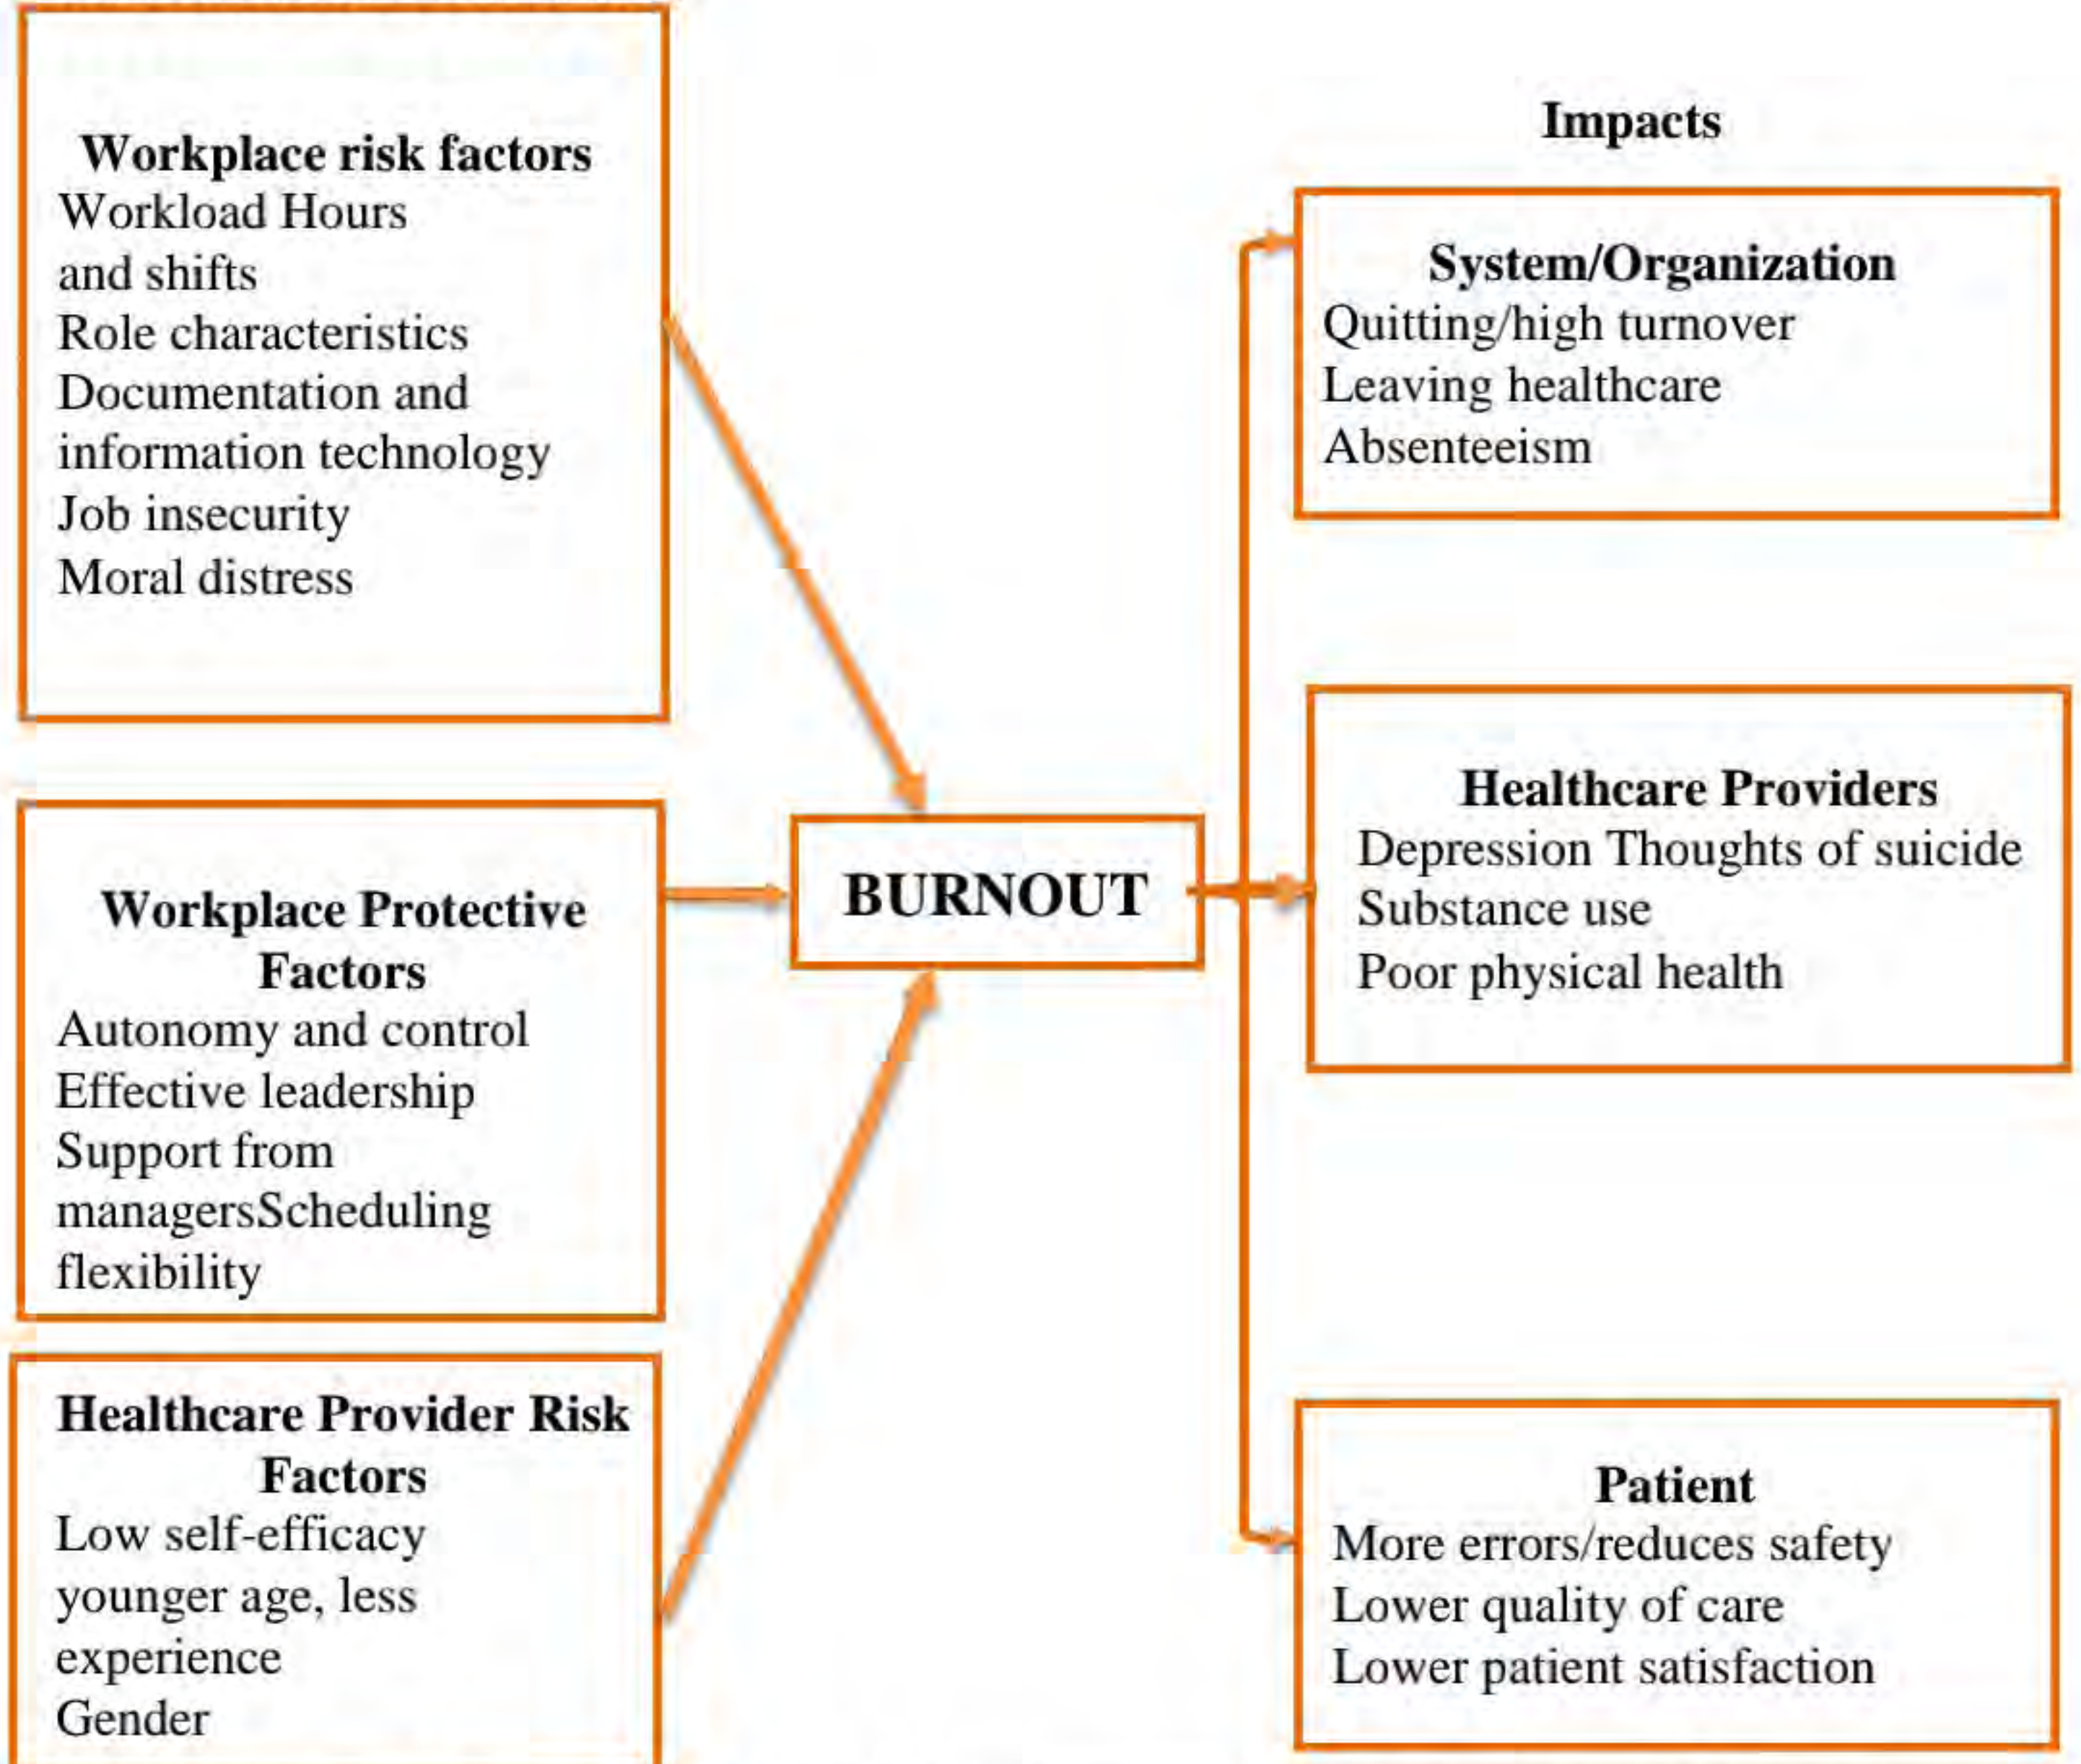 Workplace risk factors
Workload Hours
and shifts
Role characteristics
Documentation and
information technology
Job insecurity
Moral distress
Workplace Protective
Factors
Autonomy and control
Effective leadership
Support from
managersScheduling
flexibility
Healthcare Provider Risk
Factors
Low self-efficacy
younger age, less
experience
Gender
BURNOUT
Impacts
System/Organization
Quitting/high turnover
Leaving healthcare
Absenteeism
Healthcare Providers
Depression Thoughts of suicide
Substance use
Poor physical health
Patient
More errors/reduces safety
Lower quality of care
Lower patient satisfaction